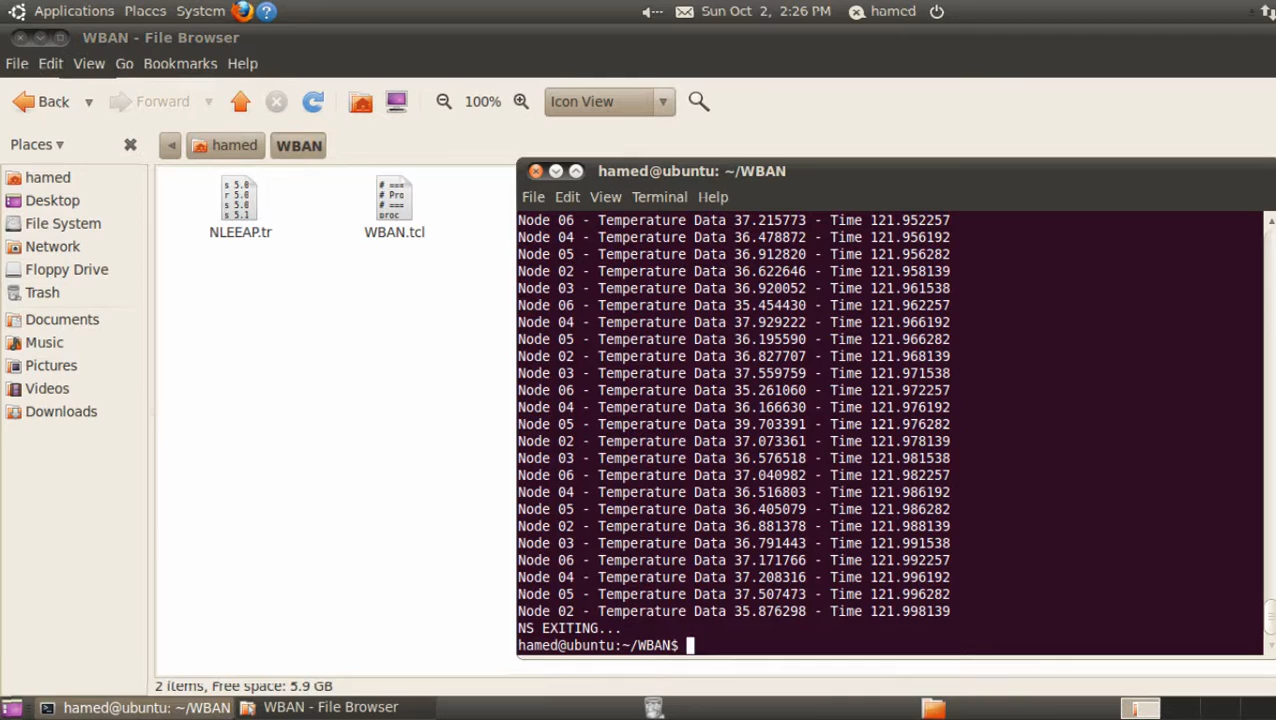 Applications Places System
Sun Oct 2, 2:26 PM hamed
WBAN - File Browser
File Edit View Go Bookmarks Help
Back Forward 100% Icon View
Places hamed WBAN
hamed
Desktop
File System
Network
Floppy Drive
Trash
Documents
Music
Pictures
Videos
Downloads
s 5.0
r 5.0
s 5.0
s 5.1
NLEEAP.tr
# ===
# Pro
# ===
proc
WBAN.tcl
2 items, Free space: 5.9 GB
hamed@ubuntu: ~/WBAN
File Edit View Terminal Help
Node 06 - Temperature Data 37.215773 - Time 121.952257
Node 04 - Temperature Data 36.478872 - Time 121.956192
Node 05 - Temperature Data 36.912820 - Time 121.956282
Node 02 - Temperature Data 36.622646 - Time 121.958139
Node 03 - Temperature Data 36.920052 - Time 121.961538
Node 06 - Temperature Data 35.454430 - Time 121.962257
Node 04 - Temperature Data 37.929222 - Time 121.966192
Node 05 - Temperature Data 36.195590 - Time 121.966282
Node 02 - Temperature Data 36.827707 - Time 121.968139
Node 03 - Temperature Data 37.559759 - Time 121.971538
Node 06 - Temperature Data 35.261060 - Time 121.972257
Node 04 - Temperature Data 36.166630 - Time 121.976192
Node 05 - Temperature Data 39.703391 - Time 121.976282
Node 02 - Temperature Data 37.073361 - Time 121.978139
Node 03 - Temperature Data 36.576518 - Time 121.981538
Node 06 - Temperature Data 37.040982 - Time 121.982257
Node 04 - Temperature Data 36.516803 - Time 121.986192
Node 05 - Temperature Data 36.405079 - Time 121.986282
Node 02 - Temperature Data 36.881378 - Time 121.988139
Node 03 - Temperature Data 36.791443 - Time 121.991538
Node 06 - Temperature Data 37.171766 - Time 121.992257
Node 04 - Temperature Data 37.208316 - Time 121.996192
Node 05 - Temperature Data 37.507473 - Time 121.996282
Node 02 - Temperature Data 35.876298 - Time 121.998139
NS EXITING...
hamed@ubuntu:~/WBAN$
hamed@ubuntu: ~/WBAN WBAN - File Browser